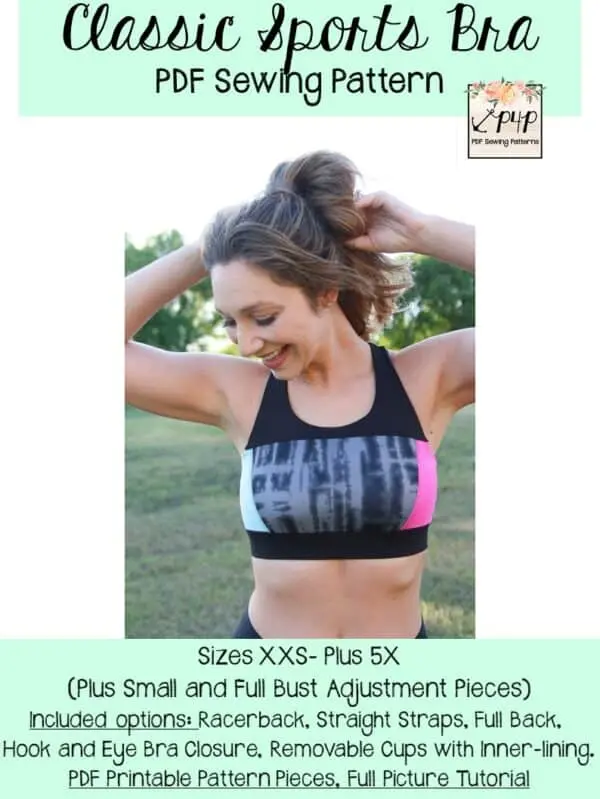 Classic Sports Bra
PDF Sewing Pattern
P4P
PDF Sewing Patterns
Sizes XXS- Plus 5X
(Plus Small and Full Bust Adjustment Pieces)
Included options: Racerback, Straight Straps, Full Back,
Hook and Eye Bra Closure, Removable Cups with Inner-lining.
PDF Printable Pattern Pieces, Full Picture Tutorial